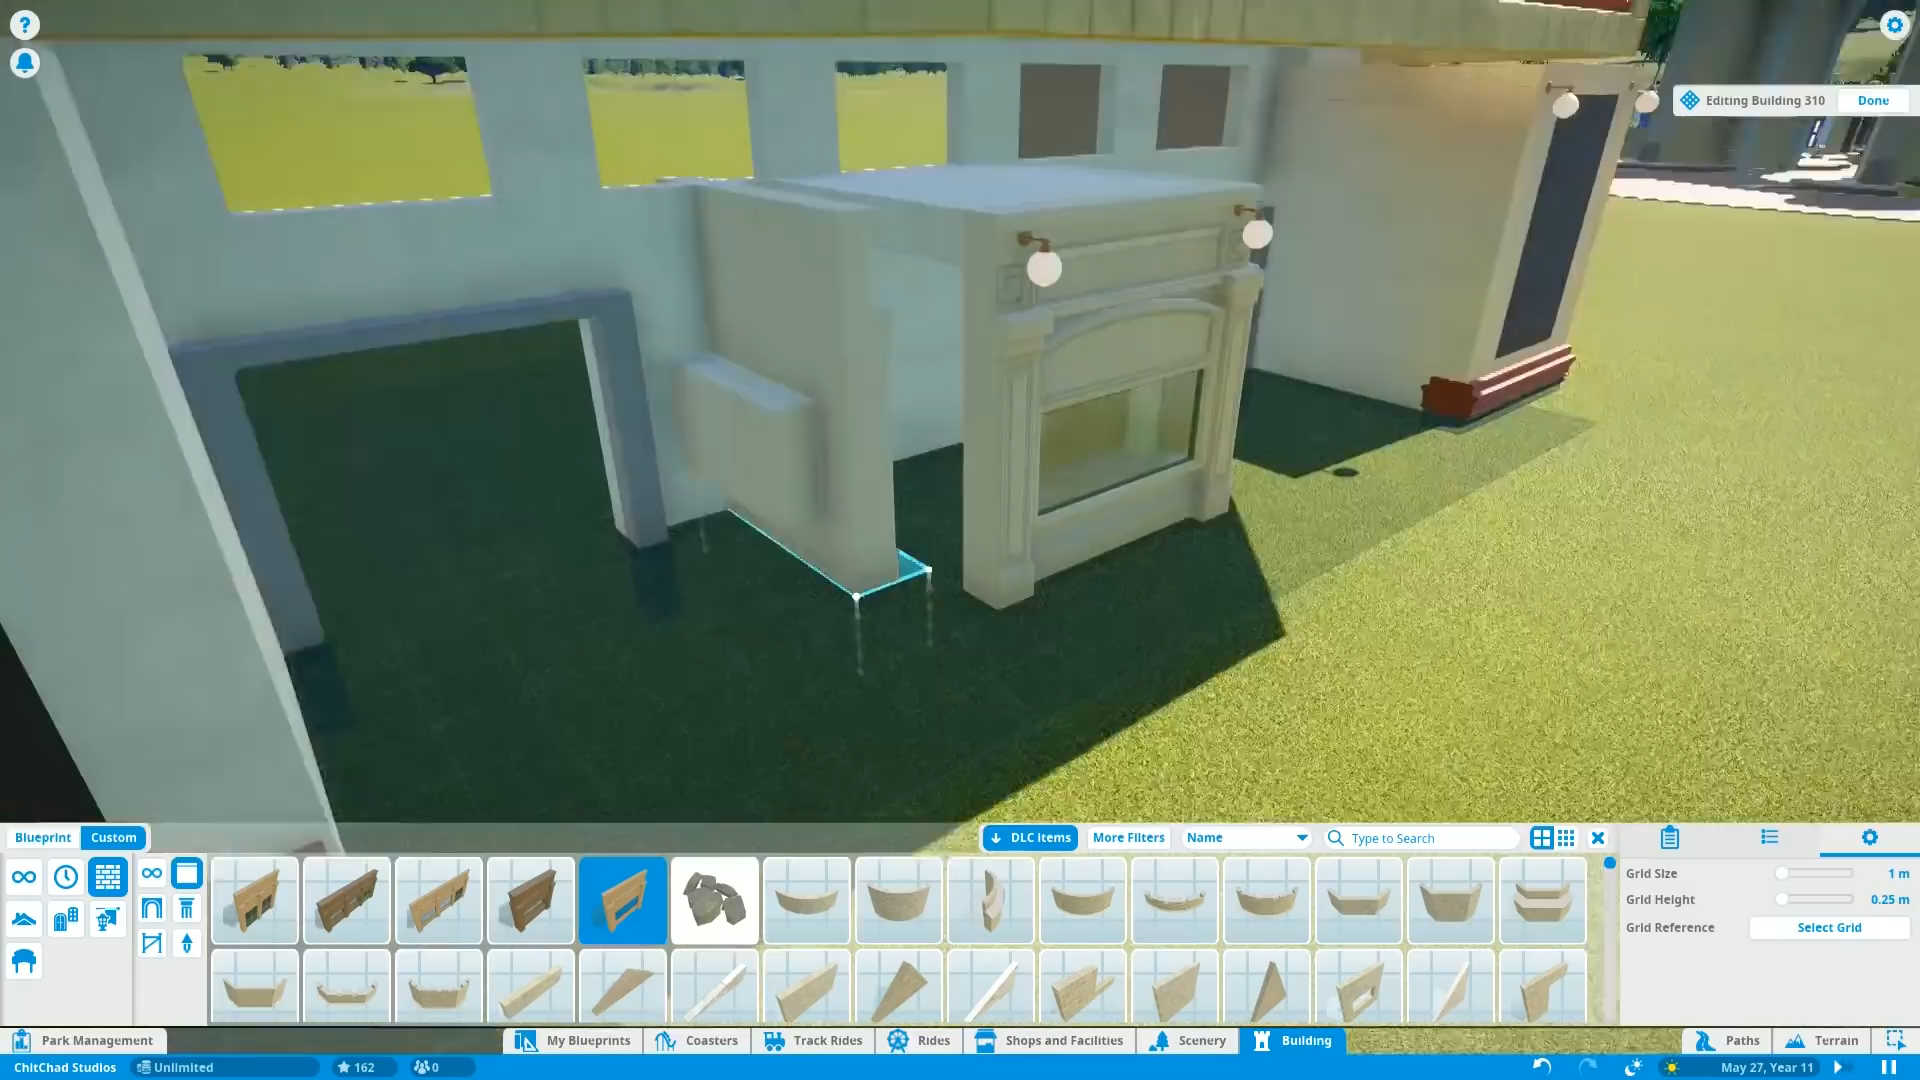 ?
Editing Building 310 Done
Blueprint Custom
DLC Items More Filters Name Type to Search
Grid Size 1 m
Grid Height 0.25 m
Grid Reference Select Grid
Park Management My Blueprints Coasters Track Rides Rides Shops and Facilities Scenery Building Paths Terrain
ChitChad Studios Unlimited 162 0 May 27, Year 11